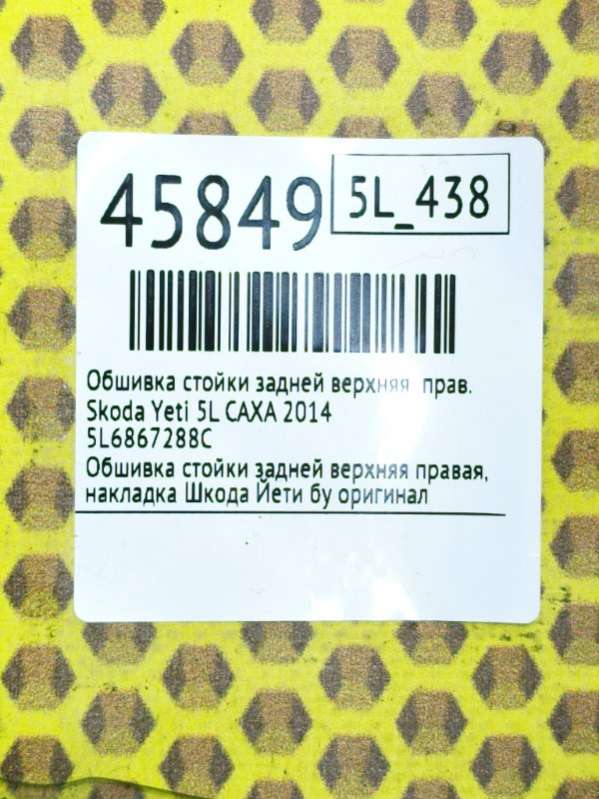 45849
5L_438
Обшивка стойки задней верхняя прав.
Skoda Yeti 5L CAXA 2014
5L6867288C
Обшивка стойки задней верхняя правая,
накладка Шкода Йети бу оригинал